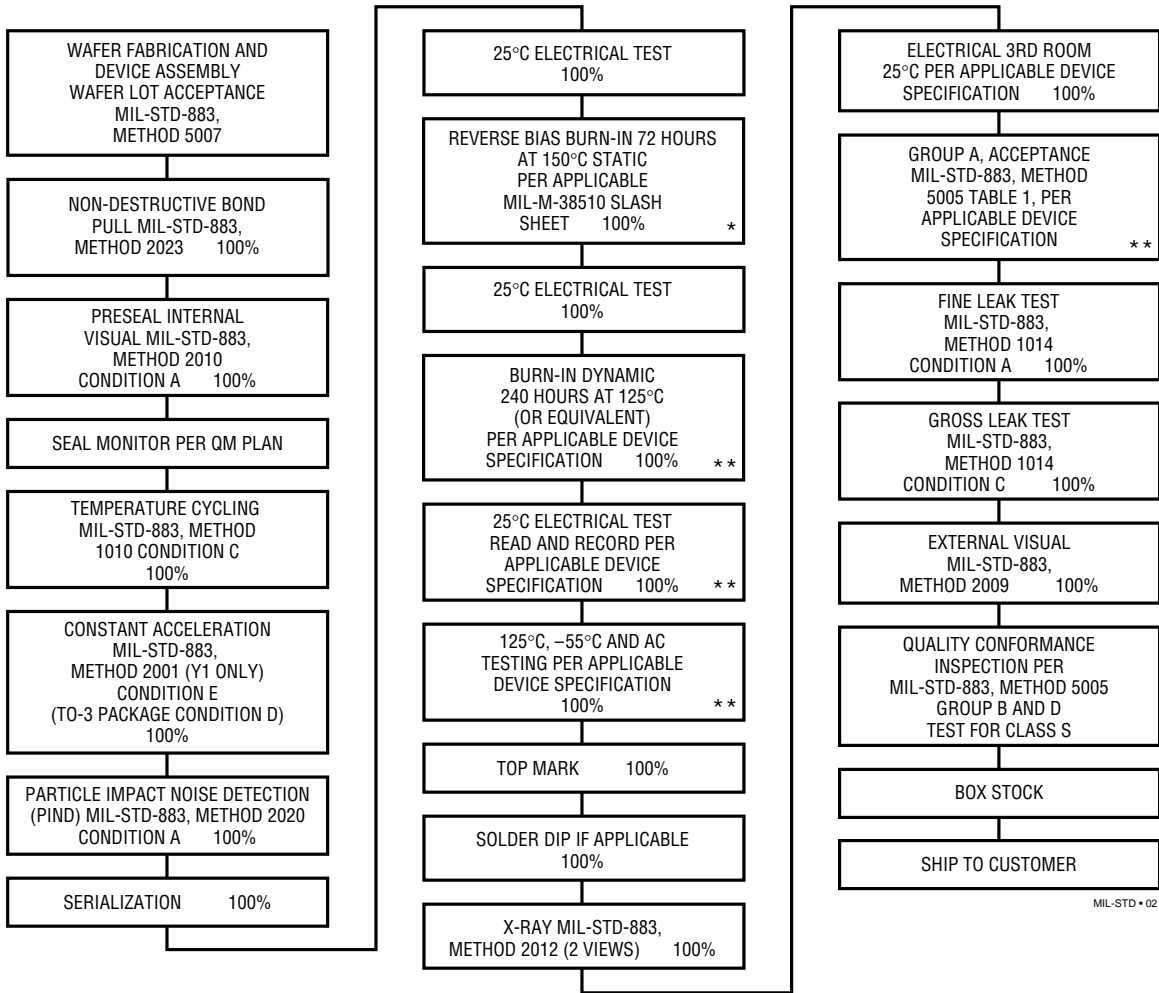 WAFER FABRICATION AND
DEVICE ASSEMBLY
WAFER LOT ACCEPTANCE
MIL-STD-883,
METHOD 5007
NON-DESTRUCTIVE BOND
PULL MIL-STD-883,
METHOD 2023 100%
PRESEAL INTERNAL
VISUAL MIL-STD-883,
METHOD 2010
CONDITION A 100%
SEAL MONITOR PER QM PLAN
TEMPERATURE CYCLING
MIL-STD-883, METHOD
1010 CONDITION C
100%
CONSTANT ACCELERATION
MIL-STD-883,
METHOD 2001 (Y1 ONLY)
CONDITION E
(TO-3 PACKAGE CONDITION D)
100%
PARTICLE IMPACT NOISE DETECTION
(PIND) MIL-STD-883, METHOD 2020
CONDITION A 100%
SERIALIZATION 100%
25°C ELECTRICAL TEST
100%
REVERSE BIAS BURN-IN 72 HOURS
AT 150°C STATIC
PER APPLICABLE
MIL-M-38510 SLASH
SHEET 100% *
25°C ELECTRICAL TEST
100%
BURN-IN DYNAMIC
240 HOURS AT 125°C
(OR EQUIVALENT)
PER APPLICABLE DEVICE
SPECIFICATION 100% **
25°C ELECTRICAL TEST
READ AND RECORD PER
APPLICABLE DEVICE
SPECIFICATION 100% **
125°C, –55°C AND AC
TESTING PER APPLICABLE
DEVICE SPECIFICATION
100% **
TOP MARK 100%
SOLDER DIP IF APPLICABLE
100%
X-RAY MIL-STD-883,
METHOD 2012 (2 VIEWS) 100%
ELECTRICAL 3RD ROOM
25°C PER APPLICABLE DEVICE
SPECIFICATION 100%
GROUP A, ACCEPTANCE
MIL-STD-883, METHOD
5005 TABLE 1, PER
APPLICABLE DEVICE
SPECIFICATION **
FINE LEAK TEST
MIL-STD-883,
METHOD 1014
CONDITION A 100%
GROSS LEAK TEST
MIL-STD-883,
METHOD 1014
CONDITION C 100%
EXTERNAL VISUAL
MIL-STD-883,
METHOD 2009 100%
QUALITY CONFORMANCE
INSPECTION PER
MIL-STD-883, METHOD 5005
GROUP B AND D
TEST FOR CLASS S
BOX STOCK
SHIP TO CUSTOMER
MIL-STD • 02